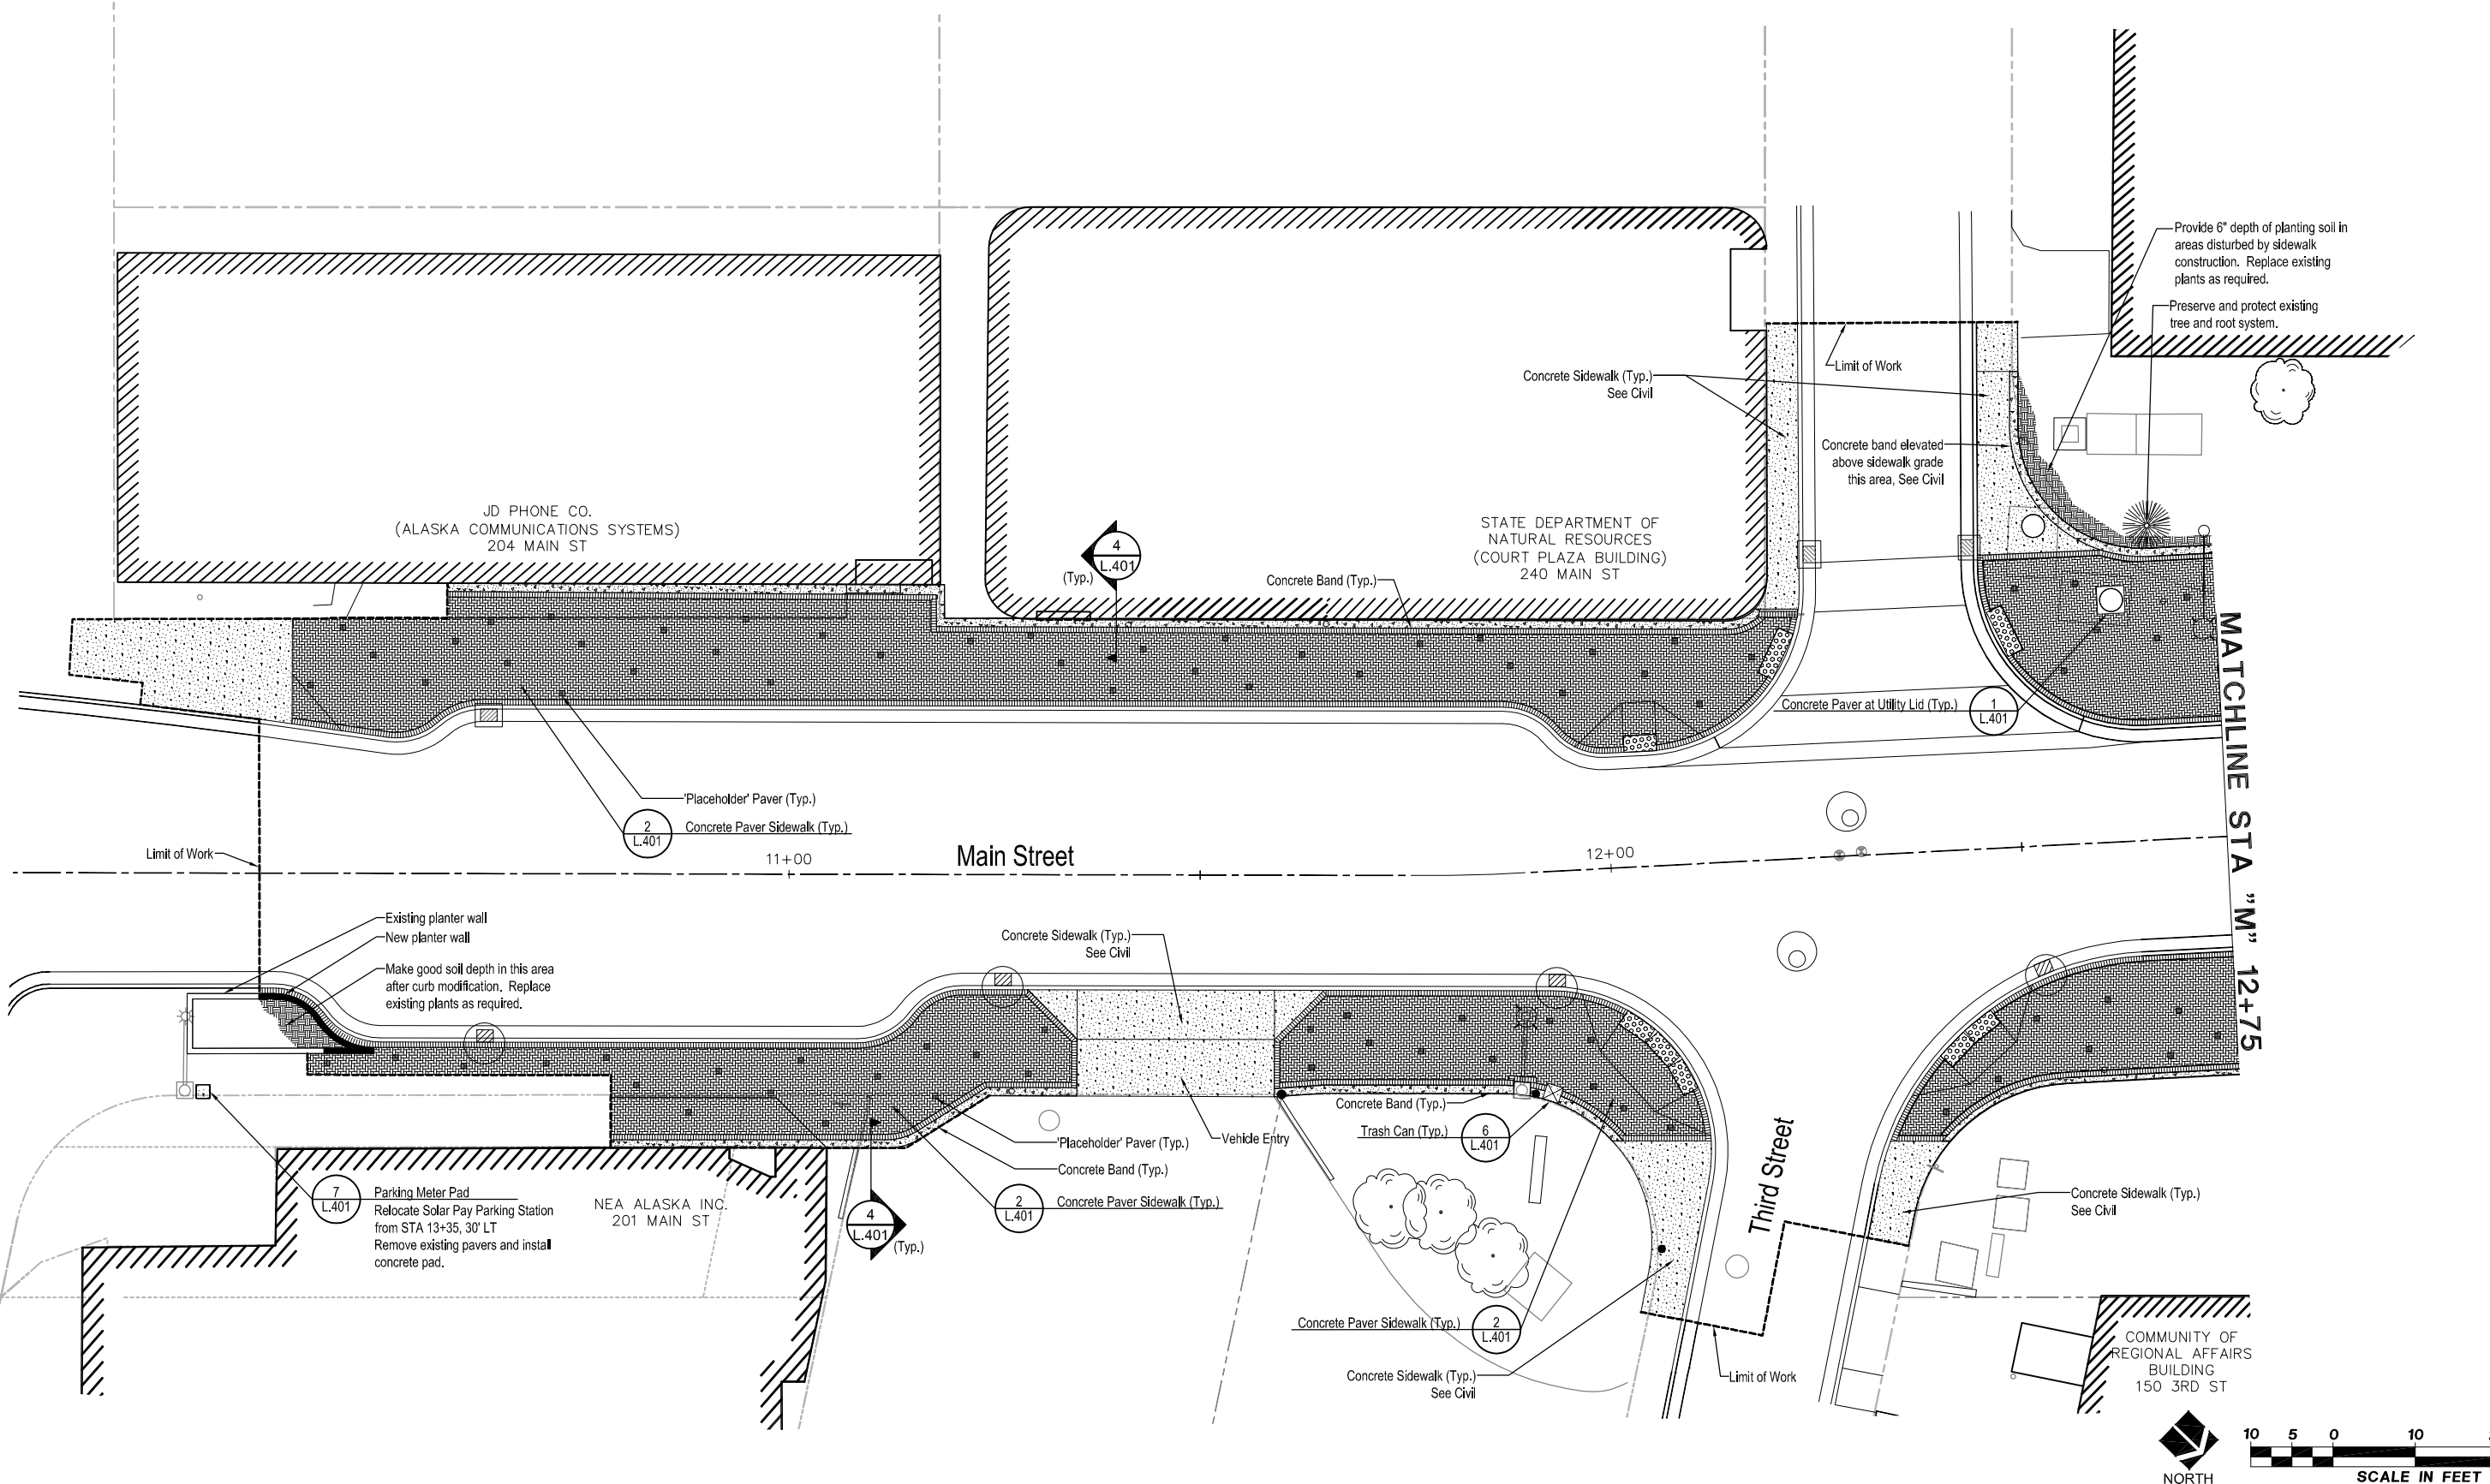 Provide 6" depth of planting soil in
areas disturbed by sidewalk
construction. Replace existing
plants as required.
Preserve and protect existing
tree and root system.
Limit of Work
Concrete Sidewalk (Typ.)
See Civil
Concrete band elevated
above sidewalk grade
this area, See Civil
JD PHONE CO.
(ALASKA COMMUNICATIONS SYSTEMS)
204 MAIN ST
4
L.401
(Typ.)
STATE DEPARTMENT OF
NATURAL RESOURCES
(COURT PLAZA BUILDING)
240 MAIN ST
Concrete Band (Typ.)
Concrete Paver at Utility Lid (Typ.)
1
L.401
MATCHLINE STA "M" 12+75
'Placeholder' Paver (Typ.)
2
L.401
Concrete Paver Sidewalk (Typ.)
Limit of Work
11+00
Main Street
12+00
Existing planter wall
New planter wall
Make good soil depth in this area
after curb modification. Replace
existing plants as required.
Concrete Sidewalk (Typ.)
See Civil
Concrete Band (Typ.)
Trash Can (Typ.)
6
L.401
Vehicle Entry
'Placeholder' Paver (Typ.)
Concrete Band (Typ.)
2
L.401
Concrete Paver Sidewalk (Typ.)
Third Street
7
L.401
Parking Meter Pad
Relocate Solar Pay Parking Station
from STA 13+35, 30' LT
Remove existing pavers and install
concrete pad.
NEA ALASKA INC.
201 MAIN ST
4
L.401
(Typ.)
Concrete Sidewalk (Typ.)
See Civil
Concrete Paver Sidewalk (Typ.)
2
L.401
Concrete Sidewalk (Typ.)
See Civil
Limit of Work
COMMUNITY OF
REGIONAL AFFAIRS
BUILDING
150 3RD ST
NORTH
10 5 0 10
SCALE IN FEET